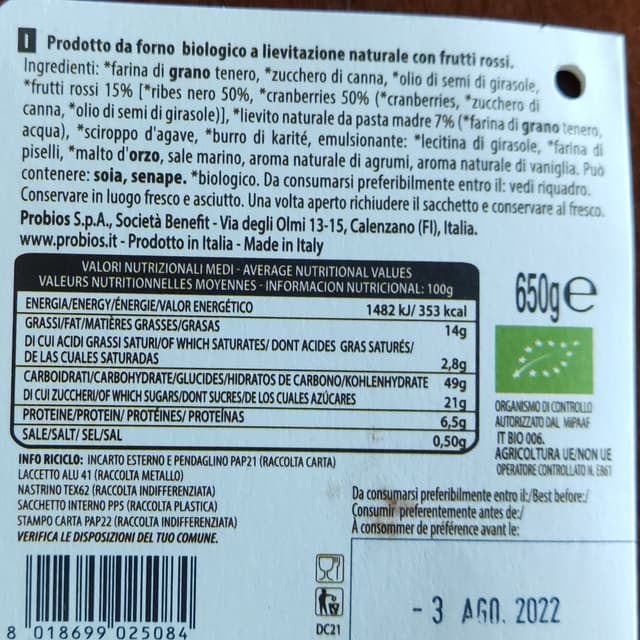 I Prodotto da forno biologico a lievitazione naturale con frutti rossi.
Ingredienti: *farina di grano tenero, *zucchero di canna, *olio di semi di girasole,
*frutti rossi 15% [*ribes nero 50%, *cranberries 50% (*cranberries, *zucchero di
canna, *olio di semi di girasole)], *lievito naturale da pasta madre 7% (*farina di grano tenero,
acqua), *sciroppo d'agave, *burro di karité, emulsionante: *lecitina di girasole, *farina di
piselli, *malto d'orzo, sale marino, aroma naturale di agrumi, aroma naturale di vaniglia. Può
contenere: soia, senape. *biologico. Da consumarsi preferibilmente entro il: vedi riquadro.
Conservare in luogo fresco e asciutto. Una volta aperto richiudere il sacchetto e conservare al fresco.
Probios S.p.A., Società Benefit - Via degli Olmi 13-15, Calenzano (FI), Italia.
www.probios.it - Prodotto in Italia - Made in Italy
VALORI NUTRIZIONALI MEDI - AVERAGE NUTRITIONAL VALUES
VALEURS NUTRITIONNELLES MOYENNES - INFORMACION NUTRICIONAL: 100g
ENERGIA/ENERGY/ÉNERGIE/VALOR ENERGÉTICO 1482 kJ/ 353 kcal
GRASSI/FAT/MATIÈRES GRASSES/GRASAS 14g
DI CUI ACIDI GRASSI SATURI/OF WHICH SATURATES/ DONT ACIDES GRAS SATURÉS/
DE LAS CUALES SATURADAS 2,8g
CARBOIDRATI/CARBOHYDRATE/GLUCIDES/HIDRATOS DE CARBONO/KOHLENHYDRATE 49g
DI CUI ZUCCHERI/OF WHICH SUGARS/DONT SUCRES/DE LOS CUALES AZÚCARES 21g
PROTEINE/PROTEIN/ PROTÉINES/ PROTEÍNAS 6,5g
SALE/SALT/ SEL/SAL 0,50g
650g e
ORGANISMO DI CONTROLLO
AUTORIZZATO DAL MIPAAF
IT BIO 006.
AGRICOLTURA UE/NON UE
OPERATORE CONTROLLATO N. E861
INFO RICICLO: INCARTO ESTERNO E PENDAGLINO PAP21 (RACCOLTA CARTA)
LACCETTO ALU 41 (RACCOLTA METALLO)
NASTRINO TEX62 (RACCOLTA INDIFFERENZIATA)
SACCHETTO INTERNO PP5 (RACCOLTA PLASTICA)
STAMPO CARTA PAP22 (RACCOLTA INDIFFERENZIATA)
VERIFICA LE DISPOSIZIONI DEL TUO COMUNE.
Da consumarsi preferibilmente entro il:/Best before:/
Consumir preferentemente antes de:/
À consommer de préférence avant le:
- 3 AGO. 2022
DC21
8 018699 025084